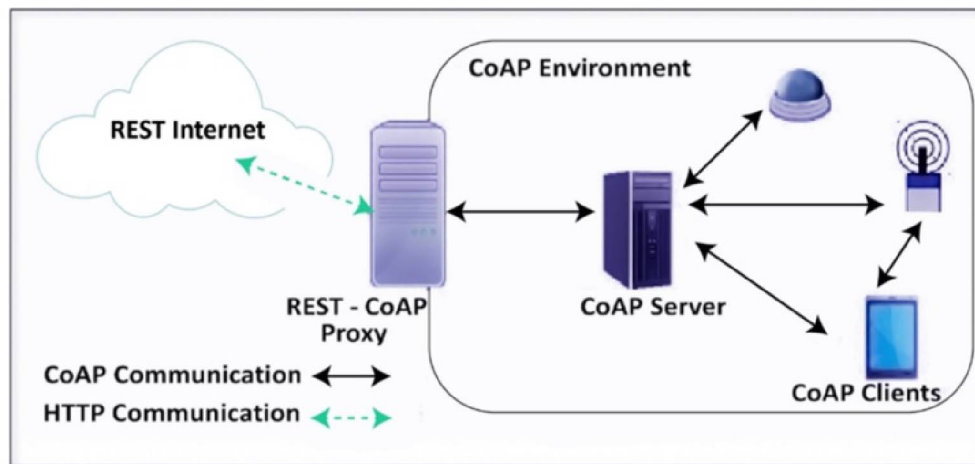 CoAP Environment
REST Internet
REST - CoAP
Proxy
CoAP Server
CoAP Clients
CoAP Communication
HTTP Communication